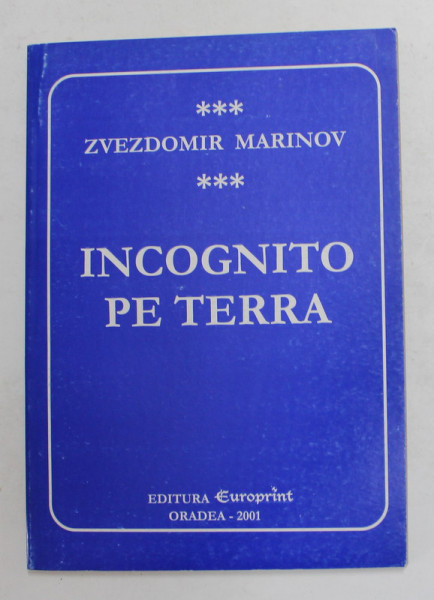 ***
ZVEZDOMIR MARINOV
***
INCOGNITO
PE TERRA
EDITURA Europrint
ORADEA - 2001